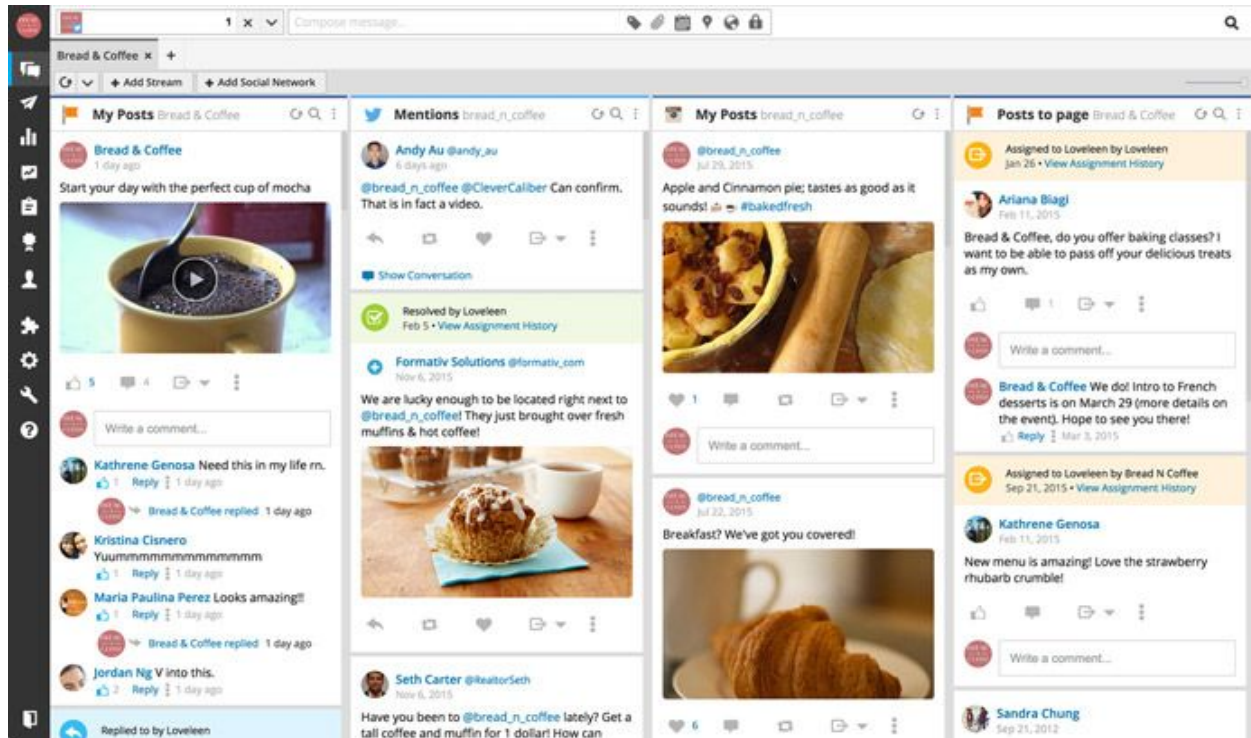 1 × Compose message...
Bread & Coffee × +
+ Add Stream + Add Social Network
My Posts Bread & Coffee
Bread & Coffee
1 day ago
Start your day with the perfect cup of mocha
5 4
Write a comment...
Kathrene Genosa Need this in my life rn.
1 Reply 1 day ago
Bread & Coffee replied 1 day ago
Kristina Cisnero
Yuummmmmmmmmmmmm
1 Reply 1 day ago
Maria Paulina Perez Looks amazing!!
1 Reply 1 day ago
Bread & Coffee replied 1 day ago
Jordan Ng V into this.
2 Reply 1 day ago
Replied to by Loveleen
Mentions bread_n_coffee
Andy Au @andy_au
6 days ago
@bread_n_coffee @CleverCaliber Can confirm.
That is in fact a video.
Show Conversation
Resolved by Loveleen
Feb 5 • View Assignment History
Formativ Solutions @formativ_com
Nov 6, 2015
We are lucky enough to be located right next to
@bread_n_coffee! They just brought over fresh
muffins & hot coffee!
Seth Carter @RealtorSeth
Nov 6, 2015
Have you been to @bread_n_coffee lately? Get a
tall coffee and muffin for 1 dollar! How can
My Posts bread_n_coffee
@bread_n_coffee
Jul 29, 2015
Apple and Cinnamon pie; tastes as good as it
sounds! #bakedfresh
1
Write a comment...
@bread_n_coffee
Jul 22, 2015
Breakfast? We've got you covered!
6
Posts to page Bread & Coffee
Assigned to Loveleen by Loveleen
Jan 26 • View Assignment History
Ariana Biagi
Feb 11, 2015
Bread & Coffee, do you offer baking classes? I
want to be able to pass off your delicious treats
as my own.
1
Write a comment...
Bread & Coffee We do! Intro to French
desserts is on March 29 (more details on
the event). Hope to see you there!
Reply Mar 3, 2015
Assigned to Loveleen by Bread N Coffee
Sep 21, 2015 • View Assignment History
Kathrene Genosa
Feb 11, 2015
New menu is amazing! Love the strawberry
rhubarb crumble!
Write a comment...
Sandra Chung
Sep 21, 2012